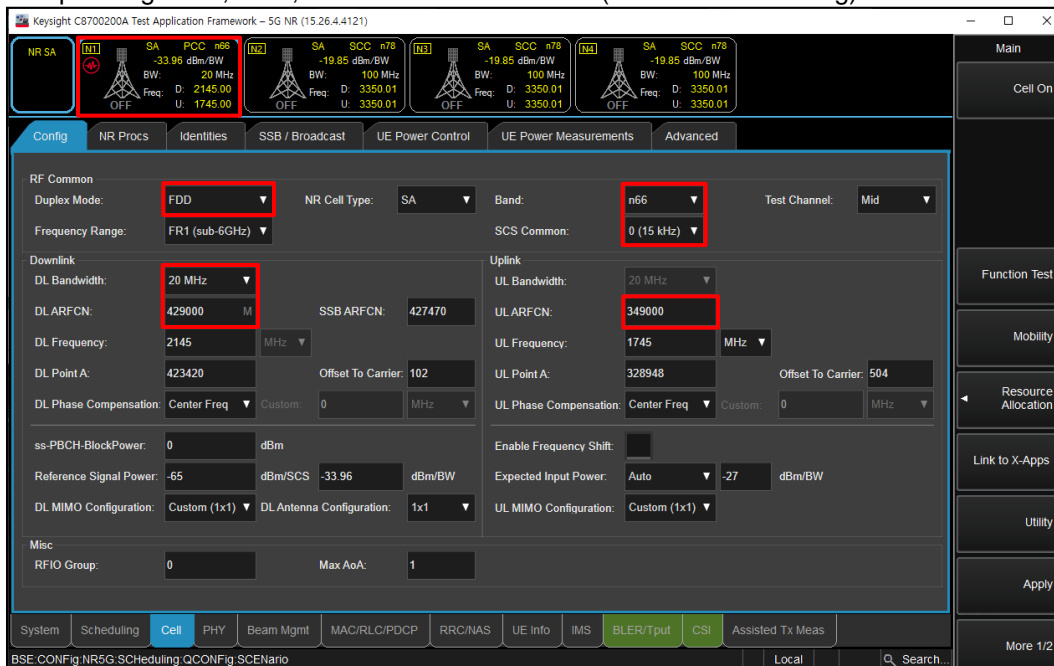 Keysight C8700200A Test Application Framework – 5G NR (15.26.4.4121)
NR SA
N1 SA PCC n66
-33.96 dBm/BW
BW: 20 MHz
Freq: D: 2145.00
U: 1745.00
OFF
N2 SA SCC n78
-19.85 dBm/BW
BW: 100 MHz
Freq: D: 3350.01
U: 3350.01
OFF
N3 SA SCC n78
-19.85 dBm/BW
BW: 100 MHz
Freq: D: 3350.01
U: 3350.01
OFF
N4 SA SCC n78
-19.85 dBm/BW
BW: 100 MHz
Freq: D: 3350.01
U: 3350.01
OFF
Config NR Procs Identities SSB / Broadcast UE Power Control UE Power Measurements Advanced
RF Common
Duplex Mode: FDD NR Cell Type: SA Band: n66 Test Channel: Mid
Frequency Range: FR1 (sub-6GHz) SCS Common: 0 (15 kHz)
Downlink Uplink
DL Bandwidth: 20 MHz UL Bandwidth: 20 MHz
DL ARFCN: 429000 M SSB ARFCN: 427470 UL ARFCN: 349000
DL Frequency: 2145 MHz UL Frequency: 1745 MHz
DL Point A: 423420 Offset To Carrier: 102 UL Point A: 328948 Offset To Carrier: 504
DL Phase Compensation: Center Freq Custom: 0 MHz UL Phase Compensation: Center Freq Custom: 0 MHz
ss-PBCH-BlockPower: 0 dBm Enable Frequency Shift:
Reference Signal Power: -65 dBm/SCS -33.96 dBm/BW Expected Input Power: Auto -27 dBm/BW
DL MIMO Configuration: Custom (1x1) DL Antenna Configuration: 1x1 UL MIMO Configuration: Custom (1x1)
Misc
RFIO Group: 0 Max AoA: 1
System Scheduling Cell PHY Beam Mgmt MAC/RLC/PDCP RRC/NAS UE Info IMS BLER/Tput CSI Assisted Tx Meas
BSE:CONFig:NR5G:SCHeduling:QCONFig:SCENario Local Search...
Main
Cell On
Function Test
Mobility
Resource
Allocation
Link to X-Apps
Utility
Apply
More 1/2